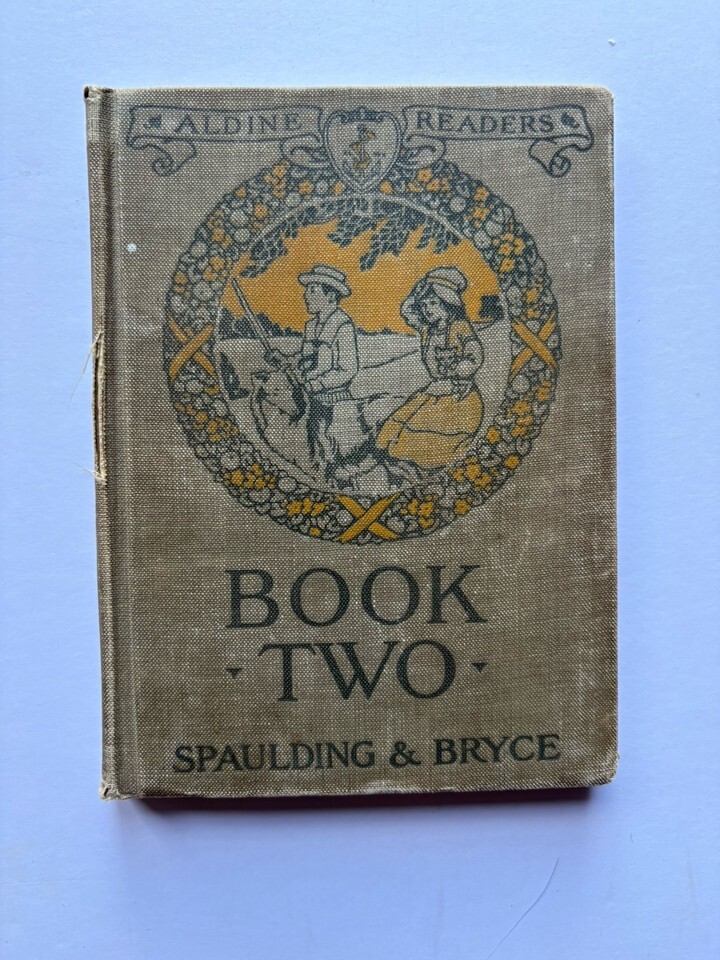 ALDINE READERS
BOOK
TWO
SPAULDING & BRYCE